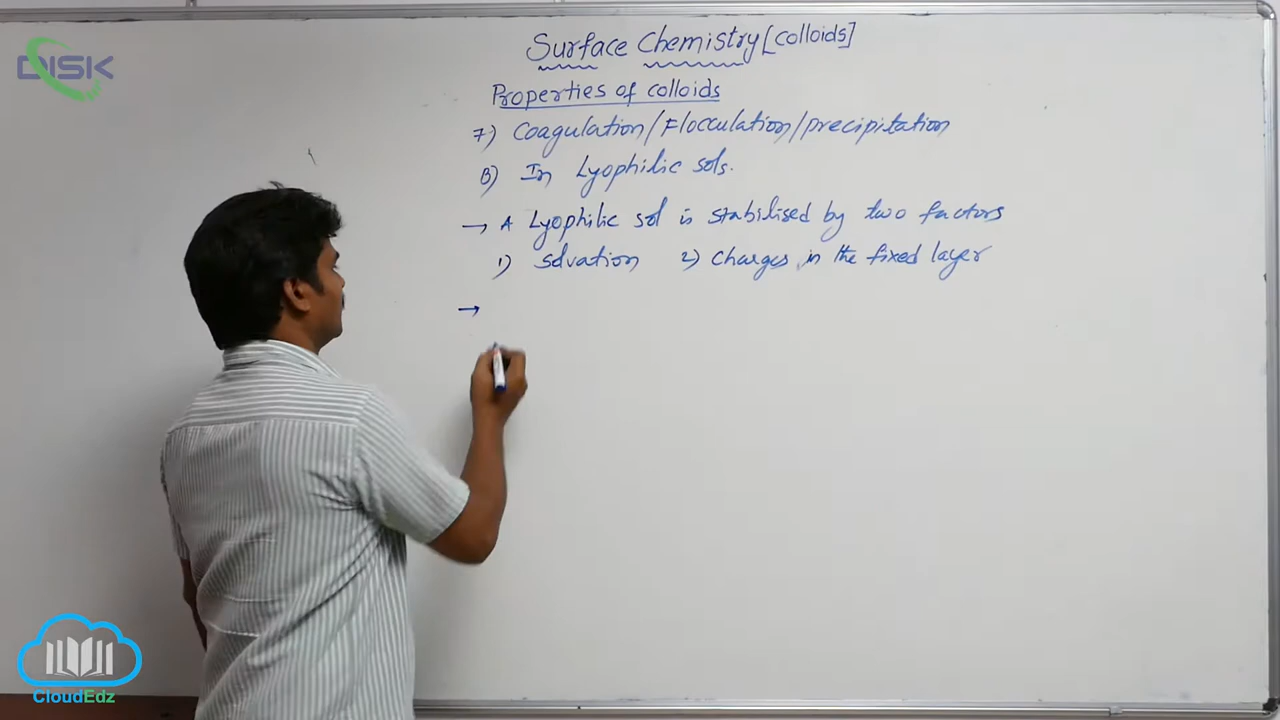 DISK
Surface Chemistry [colloids]
Properties of colloids
7) Coagulation/Flocculation/precipitation
B) In Lyophilic sols.
→ A Lyophilic sol is stabilised by two factors
1) Solvation 2) Charges in the fixed layer
→
CloudEdz